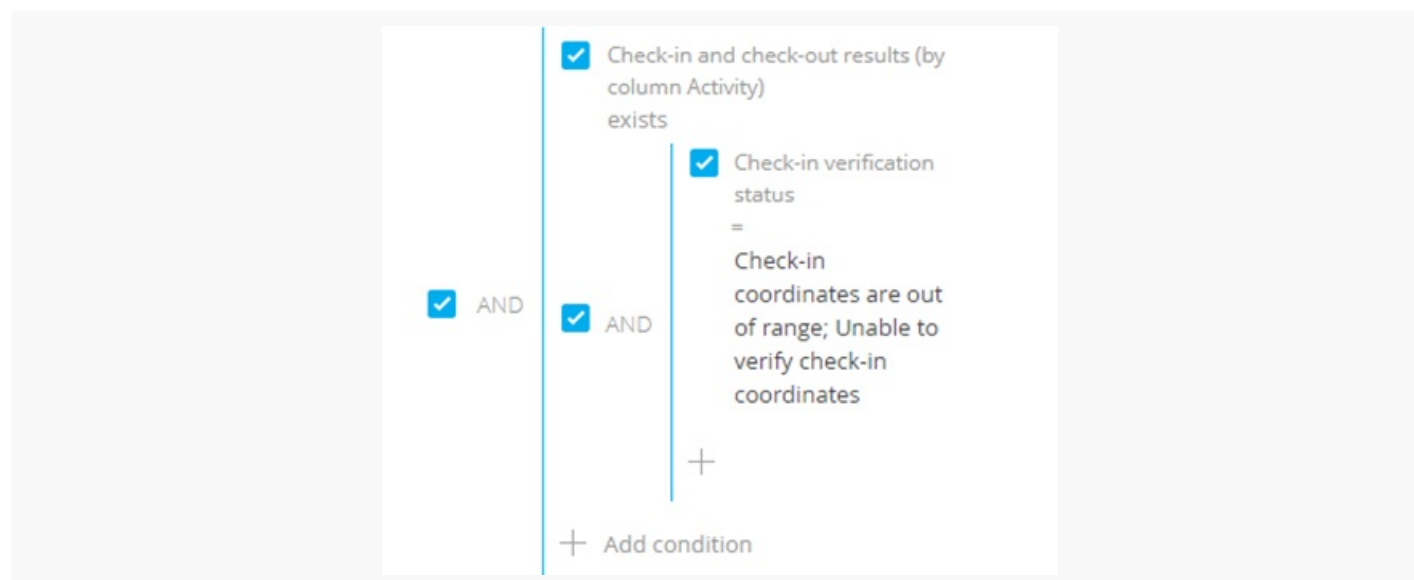 Check-in and check-out results (by
column Activity)
exists
Check-in verification
status
=
Check-in
coordinates are out
of range; Unable to
verify check-in
coordinates
AND
AND
+
+ Add condition